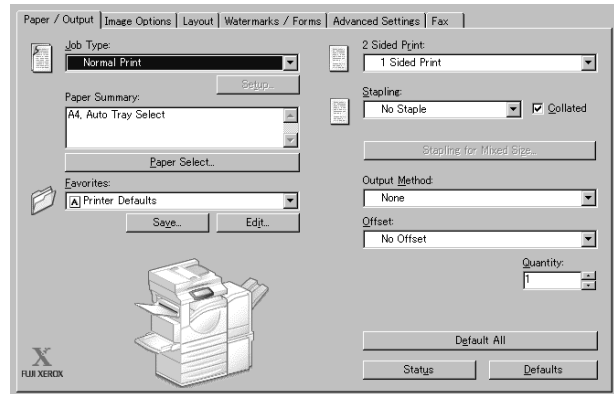 Paper / Output
Image Options
Layout
Watermarks / Forms
Advanced Settings
Fax
Job Type:
Normal Print
Setup...
Paper Summary:
A4, Auto Tray Select
Paper Select...
Favorites:
A Printer Defaults
Save...
Edit...
FUJI XEROX
2 Sided Print:
1 Sided Print
Stapling:
No Staple
Collated
Stapling for Mixed Size...
Output Method:
None
Offset:
No Offset
Quantity:
1
Default All
Status
Defaults